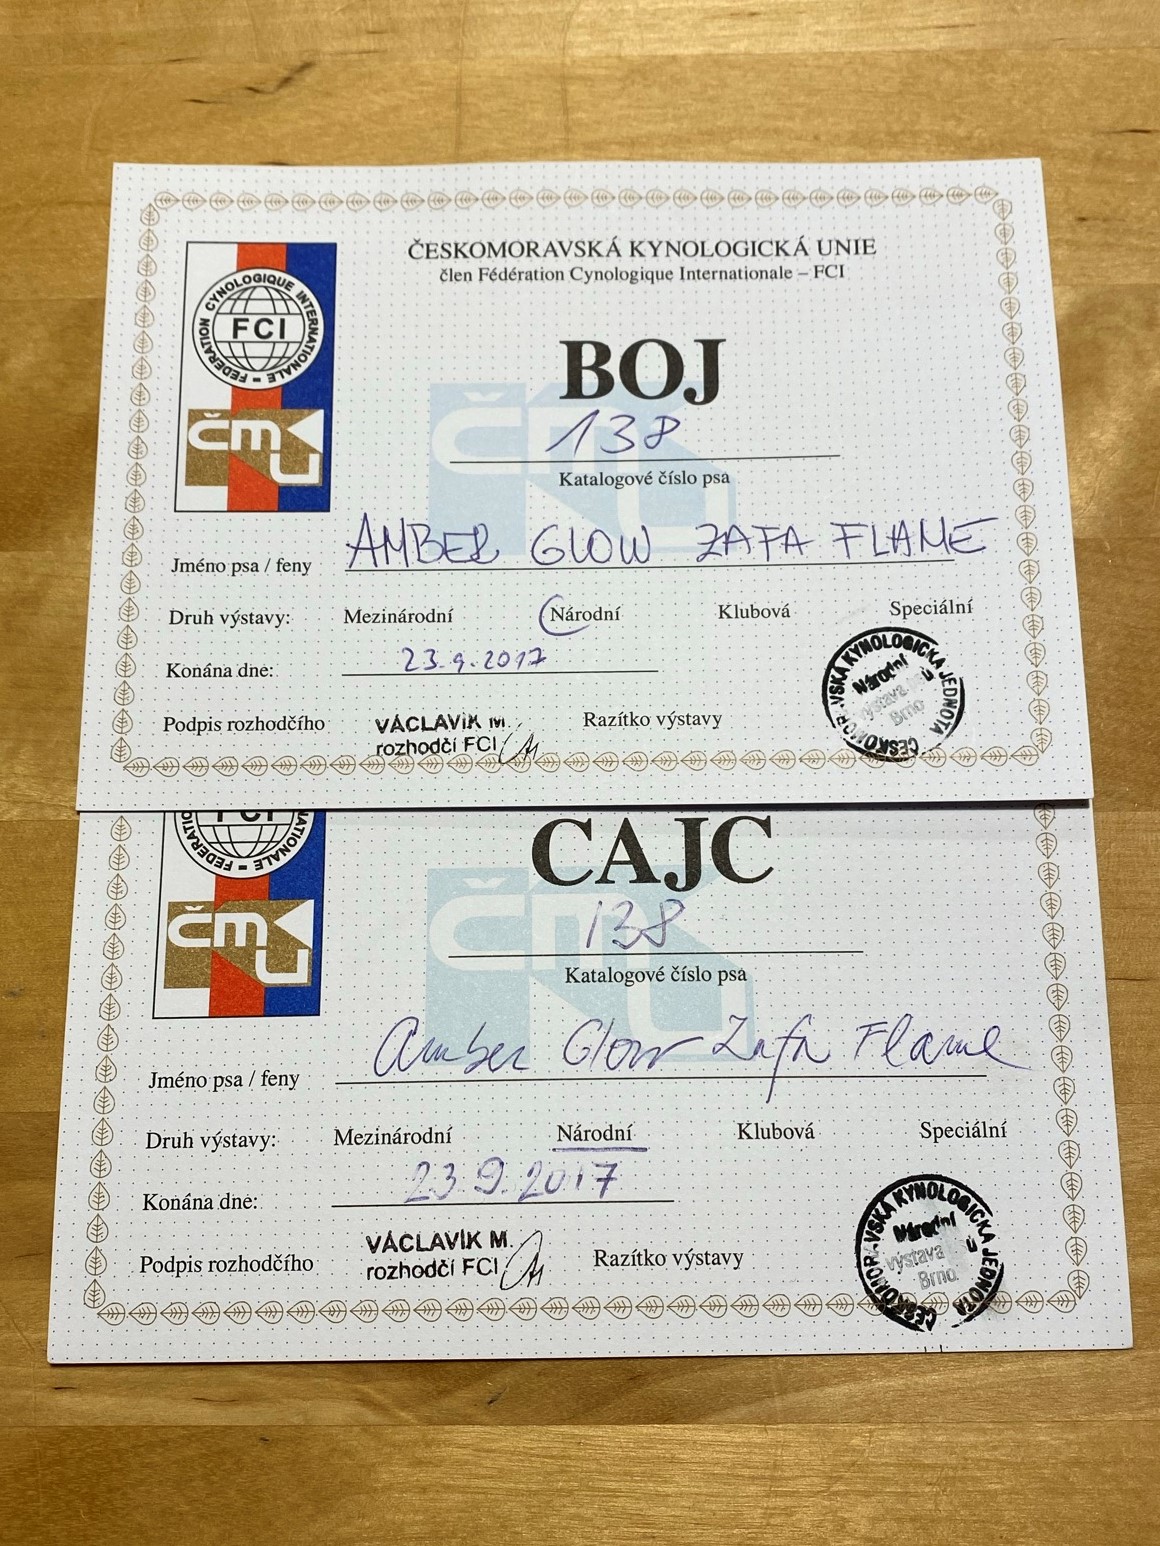 ČESKOMORAVSKÁ KYNOLOGICKÁ UNIE
člen Fédération Cynologique Internationale – FCI
FEDERATION CYNOLOGIQUE INTERNATIONALE –
FCI
čmku
BOJ
138
Katalogové číslo psa
Jméno psa / feny AMBER GLOW ZAFA FLAME
Druh výstavy: Mezinárodní Národní Klubová Speciální
Konána dne: 23.9.2017
Podpis rozhodčího VÁCLAVÍK M. Razítko výstavy
rozhodčí FCI
ČESKOMORAVSKÁ KYNOLOGICKÁ JEDNOTA
Národní
výstava
Brno
CAJC
138
čmku
Katalogové číslo psa
Jméno psa / feny Amber Glow Zafa Flame
Druh výstavy: Mezinárodní Národní Klubová Speciální
Konána dne: 23.9.2017
Podpis rozhodčího VÁCLAVÍK M. Razítko výstavy
rozhodčí FCI
ČESKOMORAVSKÁ KYNOLOGICKÁ JEDNOTA
Národní
výstava
Brno